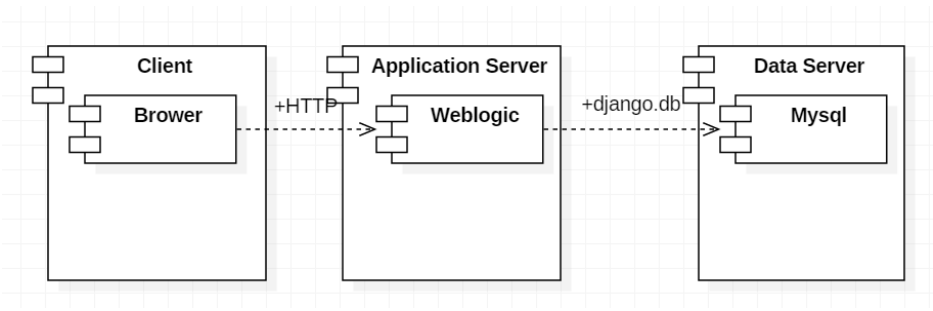 Client
Brower
+HTTP
Application Server
Weblogic
+django.db
Data Server
Mysql